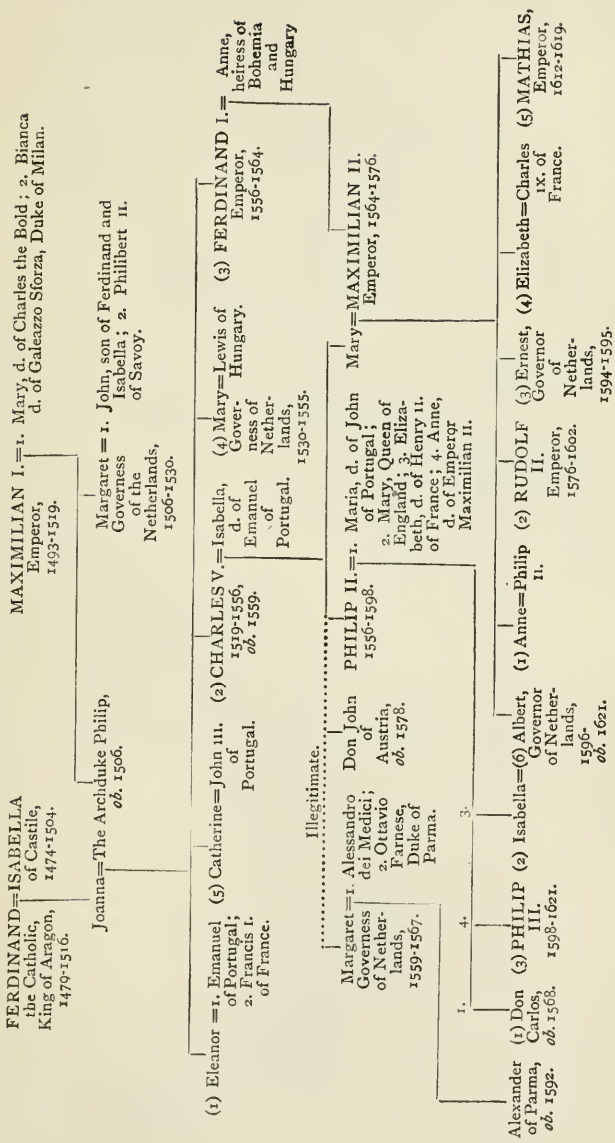 FERDINAND=ISABELLA
the Catholic, of Castile,
King of Aragon, 1474-1504.
1479-1516.
MAXIMILIAN I.=1. Mary, d. of Charles the Bold; 2. Bianca
Emperor, d. of Galeazzo Sforza, Duke of Milan.
1493-1519.
Joanna=The Archduke Philip,
ob. 1506.
Margaret = 1. John, son of Ferdinand and
Governess Isabella; 2. Philibert II.
of the of Savoy.
Netherlands,
1506-1530.
(1) Eleanor =1. Emanuel
of Portugal;
2. Francis I.
of France.
(5) Catherine=John III.
of
Portugal.
(2) CHARLES V.=Isabella,
1519-1556, d. of
ob. 1559. Emanuel
of
Portugal.
(4) Mary=Lewis of
Gover- Hungary.
ness of
Nether-
lands,
1530-1555.
(3) FERDINAND I.=
Emperor,
1556-1564.
Anne,
heiress of
Bohemia
and
Hungary
Illegitimate.
Margaret=1. Alessandro
Governess dei Medici;
of Nether- 2. Ottavio
lands, Farnese,
1559-1567. Duke of
Parma.
Don John
of
Austria,
ob. 1578.
PHILIP II.=1. Maria, d. of John
1556-1598. of Portugal;
2. Mary, Queen of
England; 3. Eliza-
beth, d. of Henry II.
of France; 4. Anne,
d. of Emperor
Maximilian II.
Mary=MAXIMILIAN II.
Emperor, 1564-1576.
1. 4. 3.
Alexander
of Parma,
ob. 1592.
(1) Don
Carlos,
ob. 1568.
(3) PHILIP
III.
1598-1621.
(2) Isabella=(6) Albert,
Governor
of Nether-
lands,
1596-
ob. 1621.
(1) Anne=Philip
II.
(2) RUDOLF
II.
Emperor,
1576-1602.
(3) Ernest,
Governor
of
Nether-
lands,
1594-1595.
(4) Elizabeth=Charles
IX. of
France.
(5) MATHIAS,
Emperor,
1612-1619.